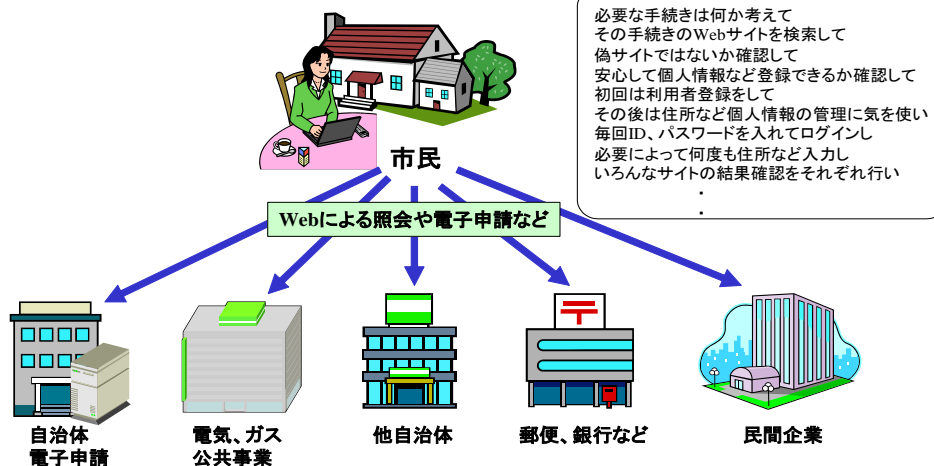 必要な手続きは何か考えて
その手続きのWebサイトを検索して
偽サイトではないか確認して
安心して個人情報など登録できるか確認して
初回は利用者登録をして
その後は住所など個人情報の管理に気を使い
毎回ID、パスワードを入れてログインし
必要によって何度も住所など入力し
いろんなサイトの結果確認をそれぞれ行い
・
・
市民
Webによる照会や電子申請など
〒
自治体
電子申請
電気、ガス
公共事業
他自治体
郵便、銀行など
民間企業